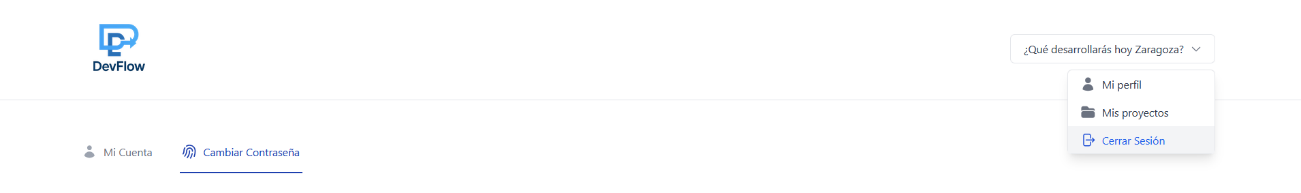 DevFlow
¿Qué desarrollarás hoy Zaragoza?
Mi perfil
Mis proyectos
Cerrar Sesión
Mi Cuenta
Cambiar Contraseña